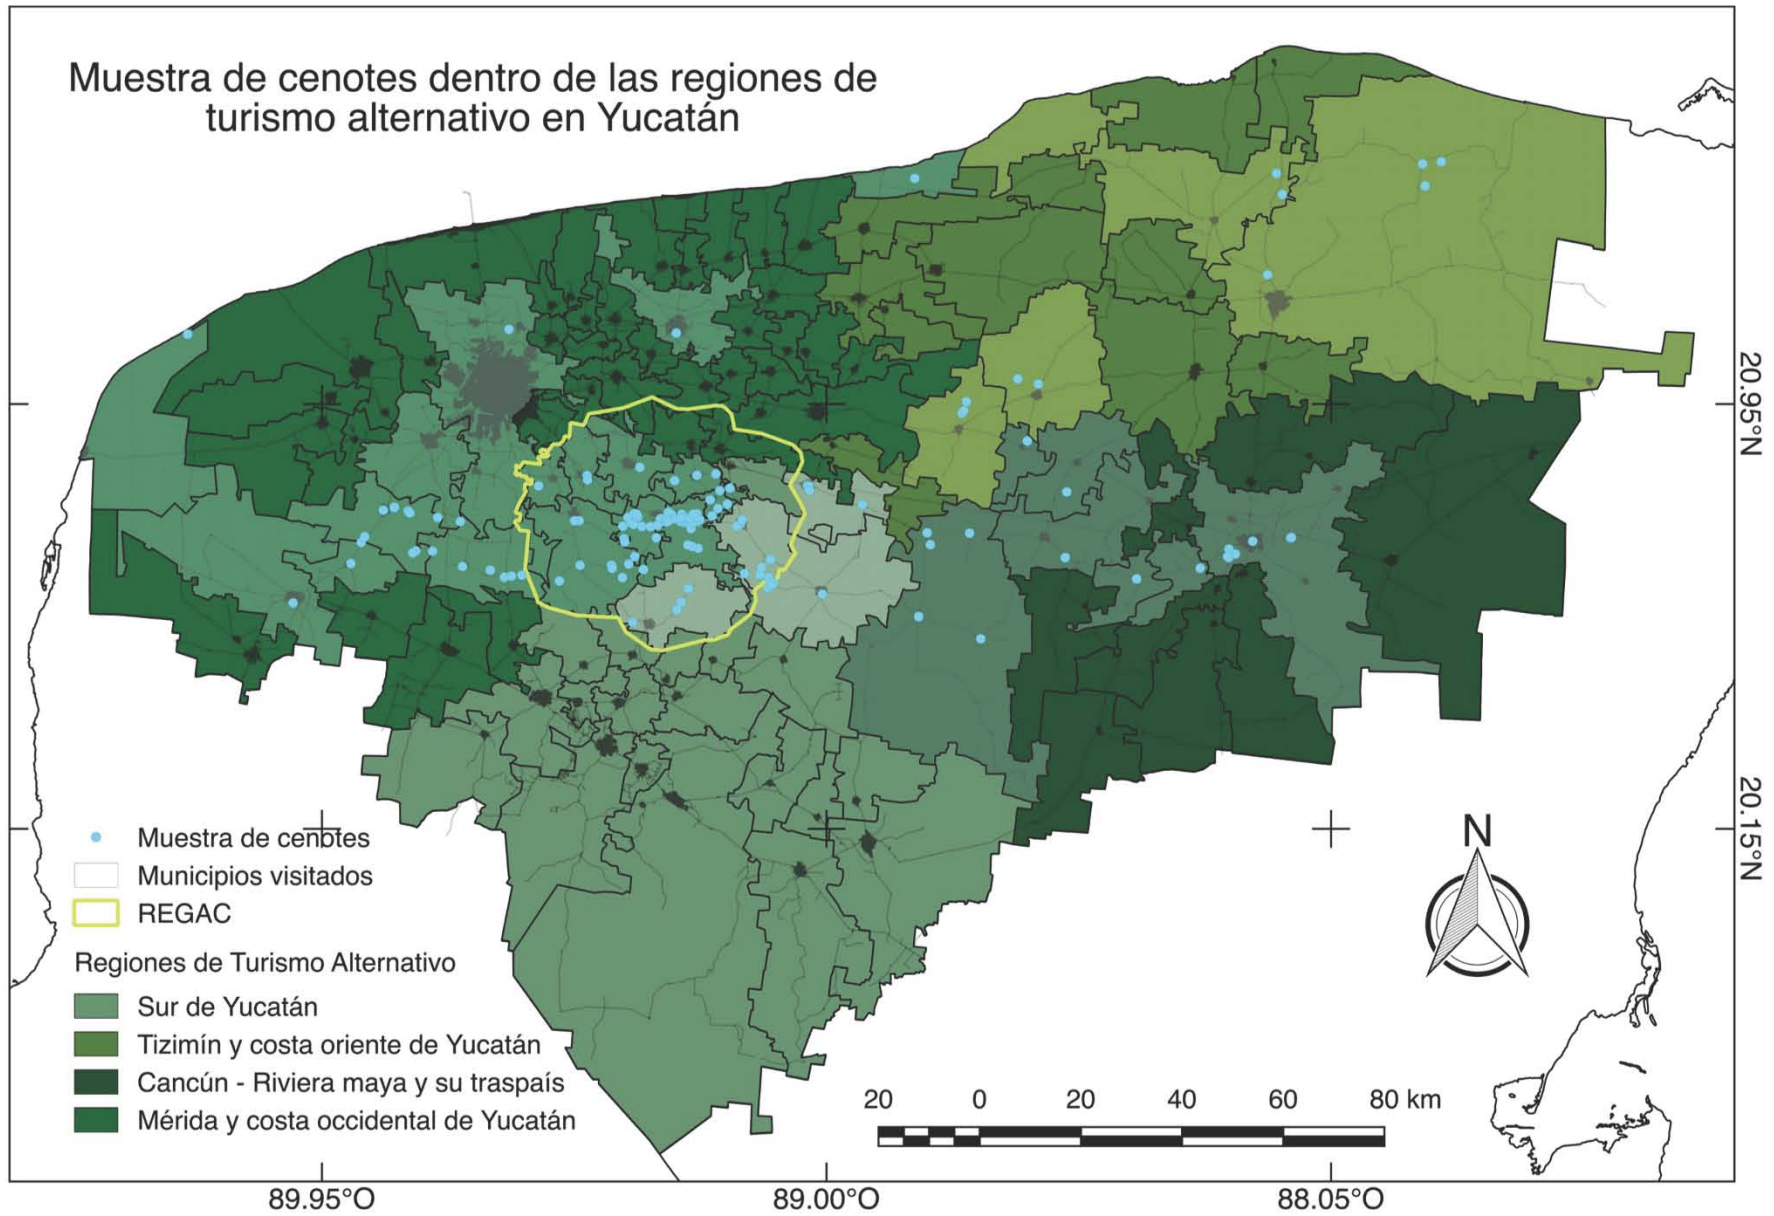 Muestra de cenotes dentro de las regiones de
turismo alternativo en Yucatán
20.95°N
20.15°N
Muestra de cenotes
Municipios visitados
REGAC
Regiones de Turismo Alternativo
Sur de Yucatán
Tizimín y costa oriente de Yucatán
Cancún - Riviera maya y su traspaís
Mérida y costa occidental de Yucatán
N
20 0 20 40 60 80 km
89.95°O 89.00°O 88.05°O